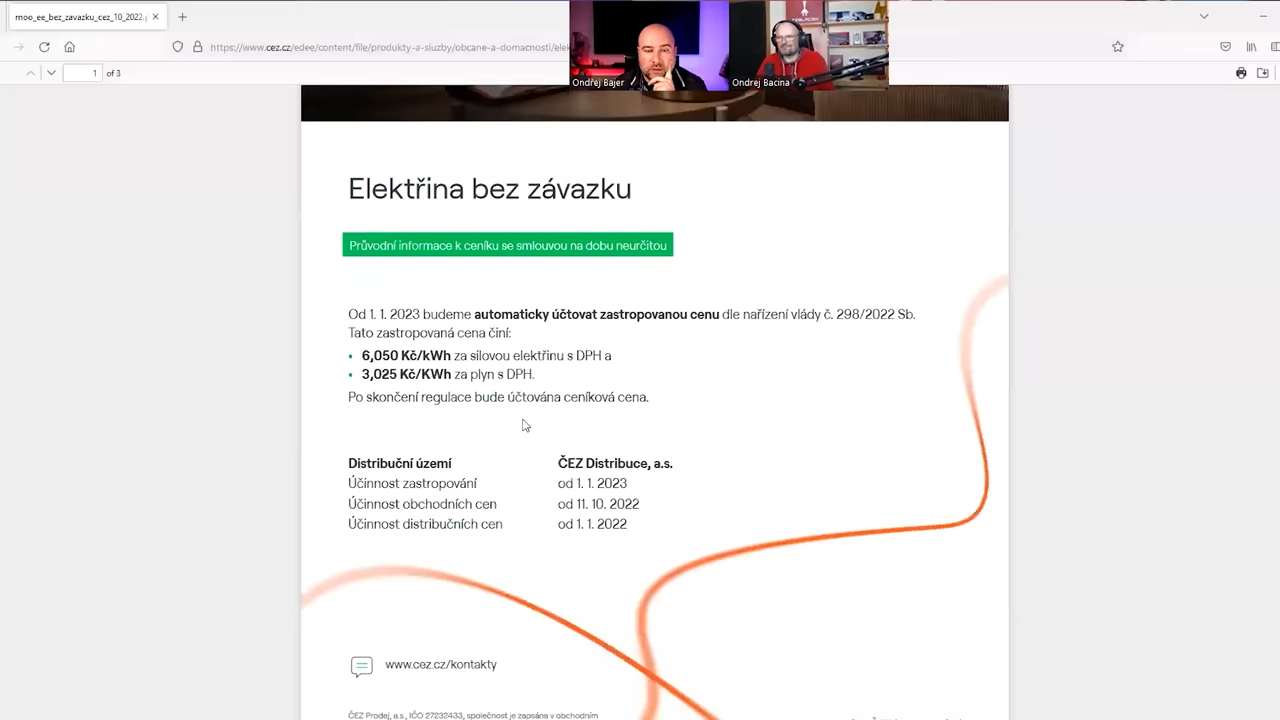 moo_ee_bez_zavazku_cez_10_2022.
https://www.cez.cz/edee/content/file/produkty-a-sluzby/obcane-a-domacnosti/elek
1 of 3
Ondřej Bajer
Ondrej Bacina
Elektřina bez závazku
Průvodní informace k ceníku se smlouvou na dobu neurčitou
Od 1. 1. 2023 budeme automaticky účtovat zastropovanou cenu dle nařízení vlády č. 298/2022 Sb.
Tato zastropovaná cena činí:
• 6,050 Kč/kWh za silovou elektřinu s DPH a
• 3,025 Kč/KWh za plyn s DPH.
Po skončení regulace bude účtována ceníková cena.
Distribuční území ČEZ Distribuce, a.s.
Účinnost zastropování od 1. 1. 2023
Účinnost obchodních cen od 11. 10. 2022
Účinnost distribučních cen od 1. 1. 2022
www.cez.cz/kontakty
ČEZ Prodej, a.s., IČO 27232433, společnost je zapsána v obchodním